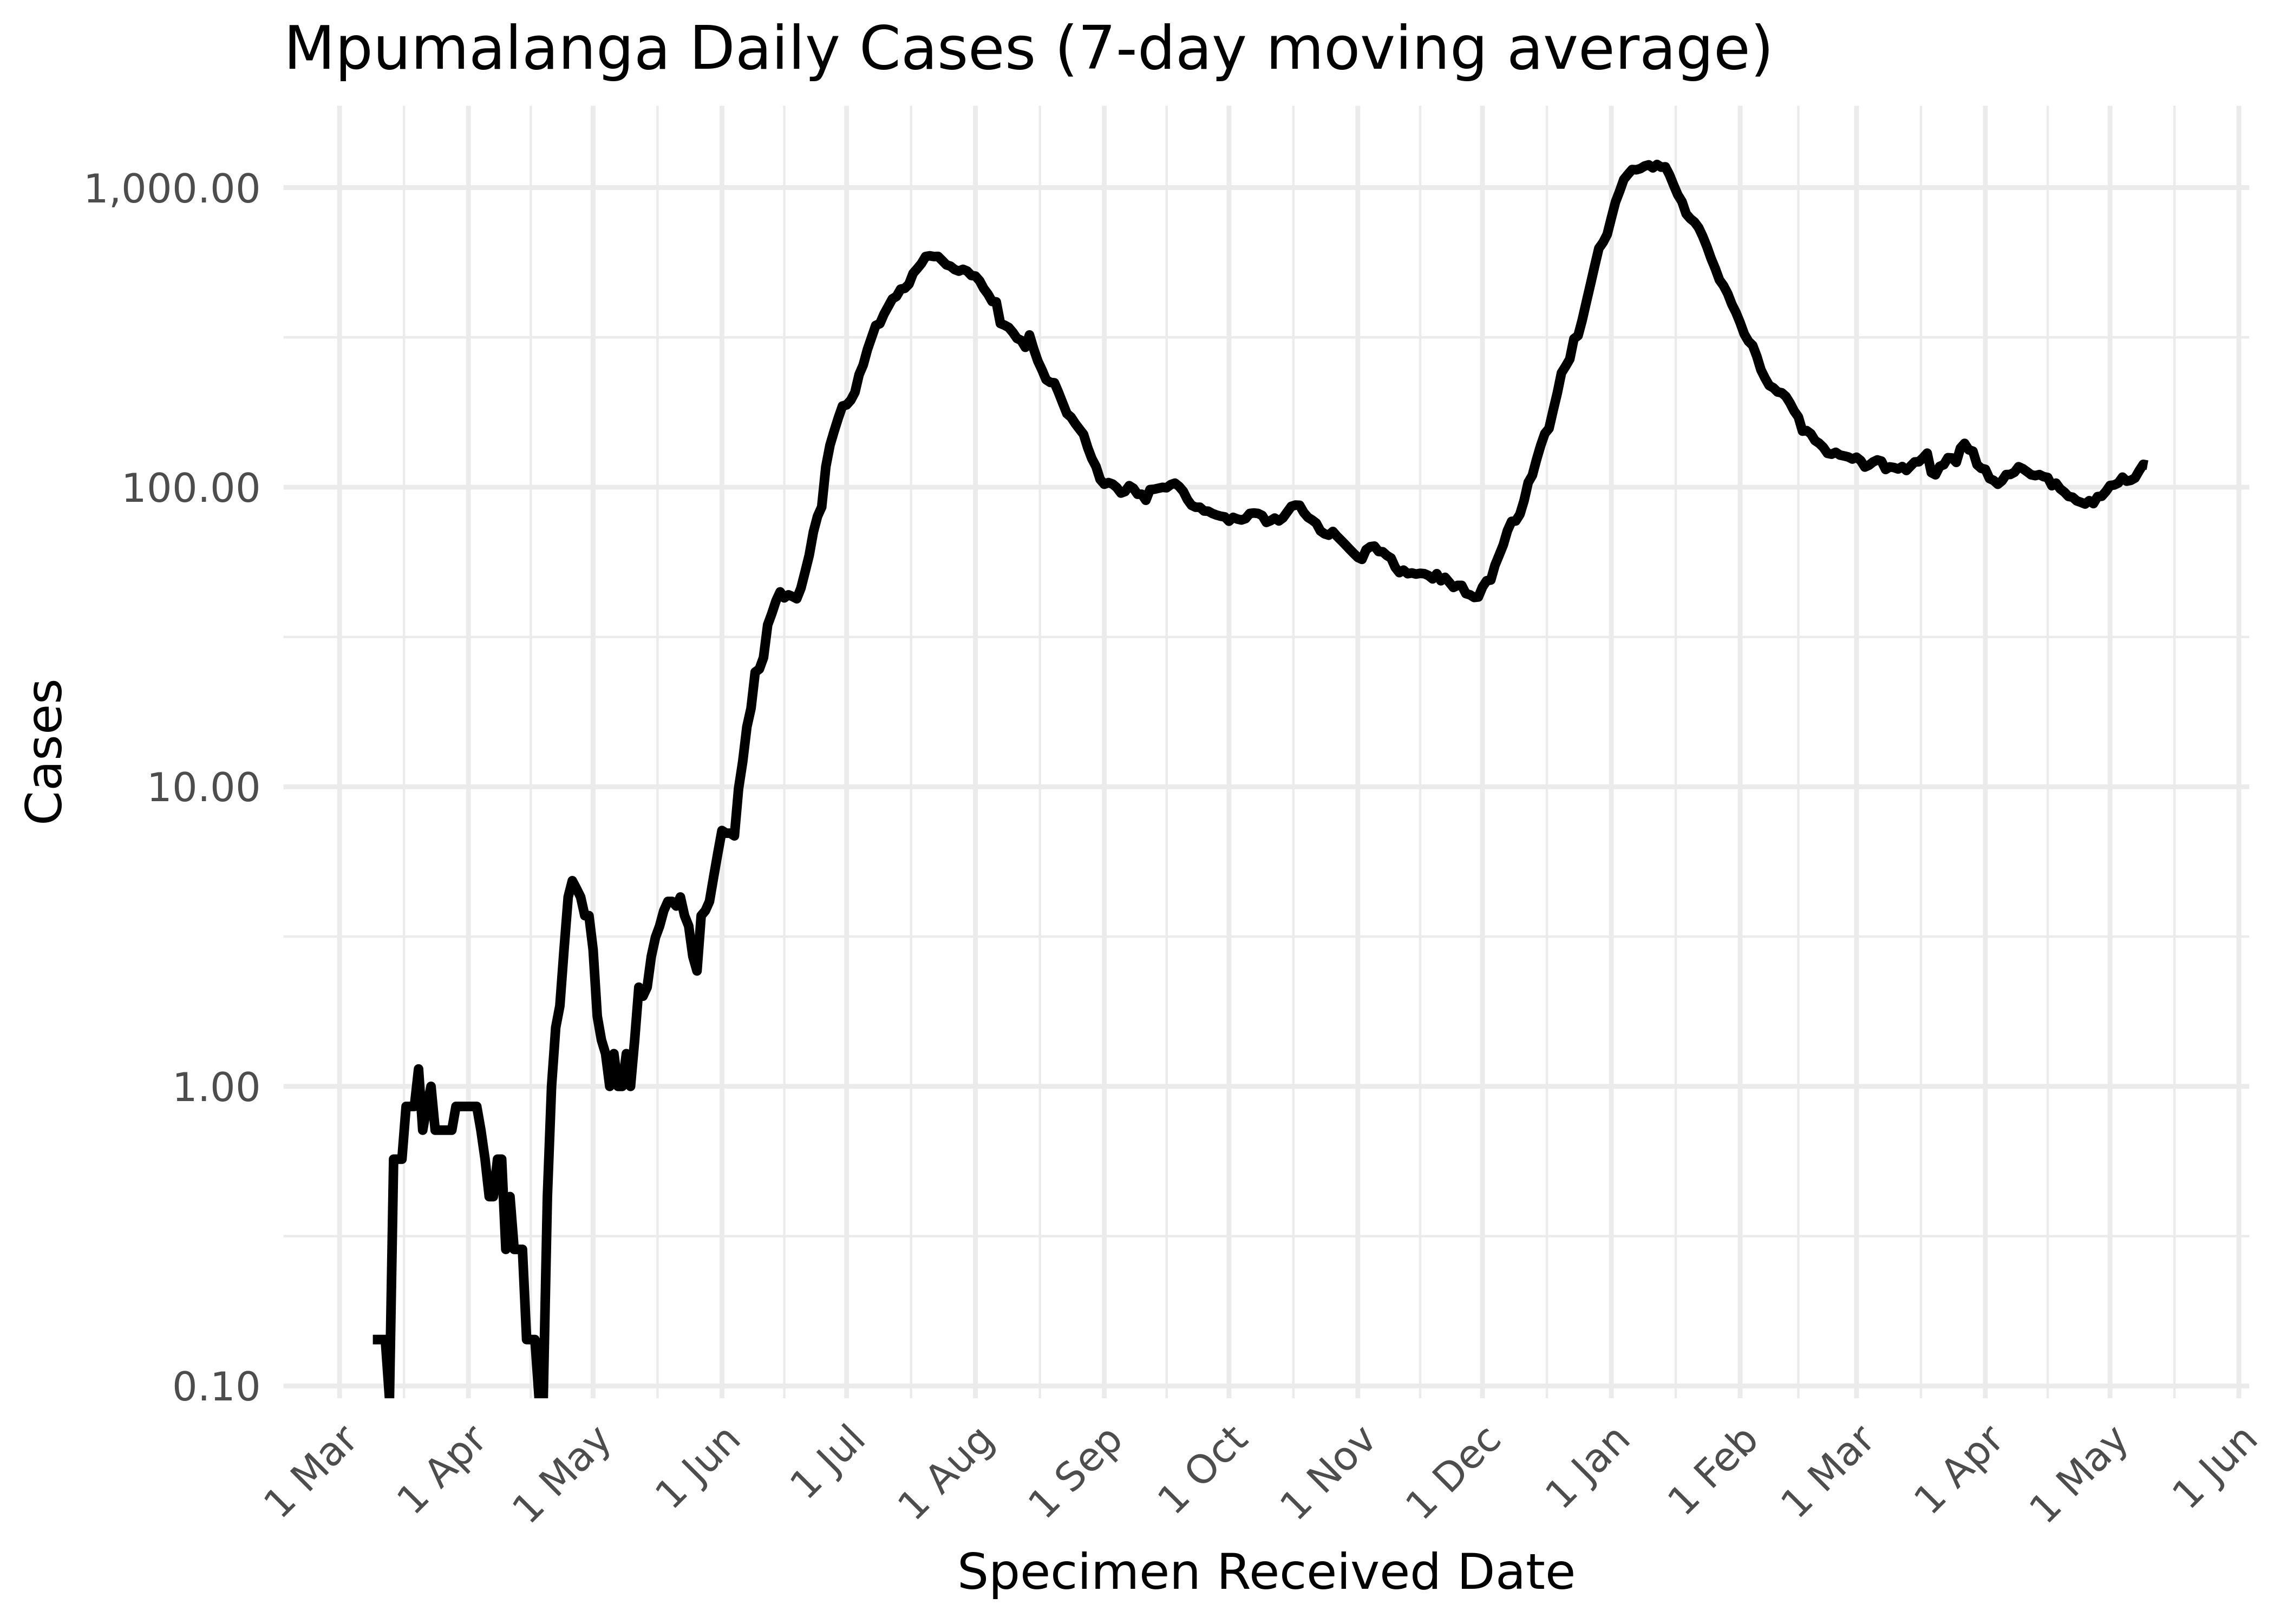 Mpumalanga Daily Cases (7-day moving average)
1,000.00
100.00
10.00
1.00
0.10
Cases
1 Mar
1 Apr
1 May
1 Jun
1 Jul
1 Aug
1 Sep
1 Oct
1 Nov
1 Dec
1 Jan
1 Feb
1 Mar
1 Apr
1 May
1 Jun
Specimen Received Date